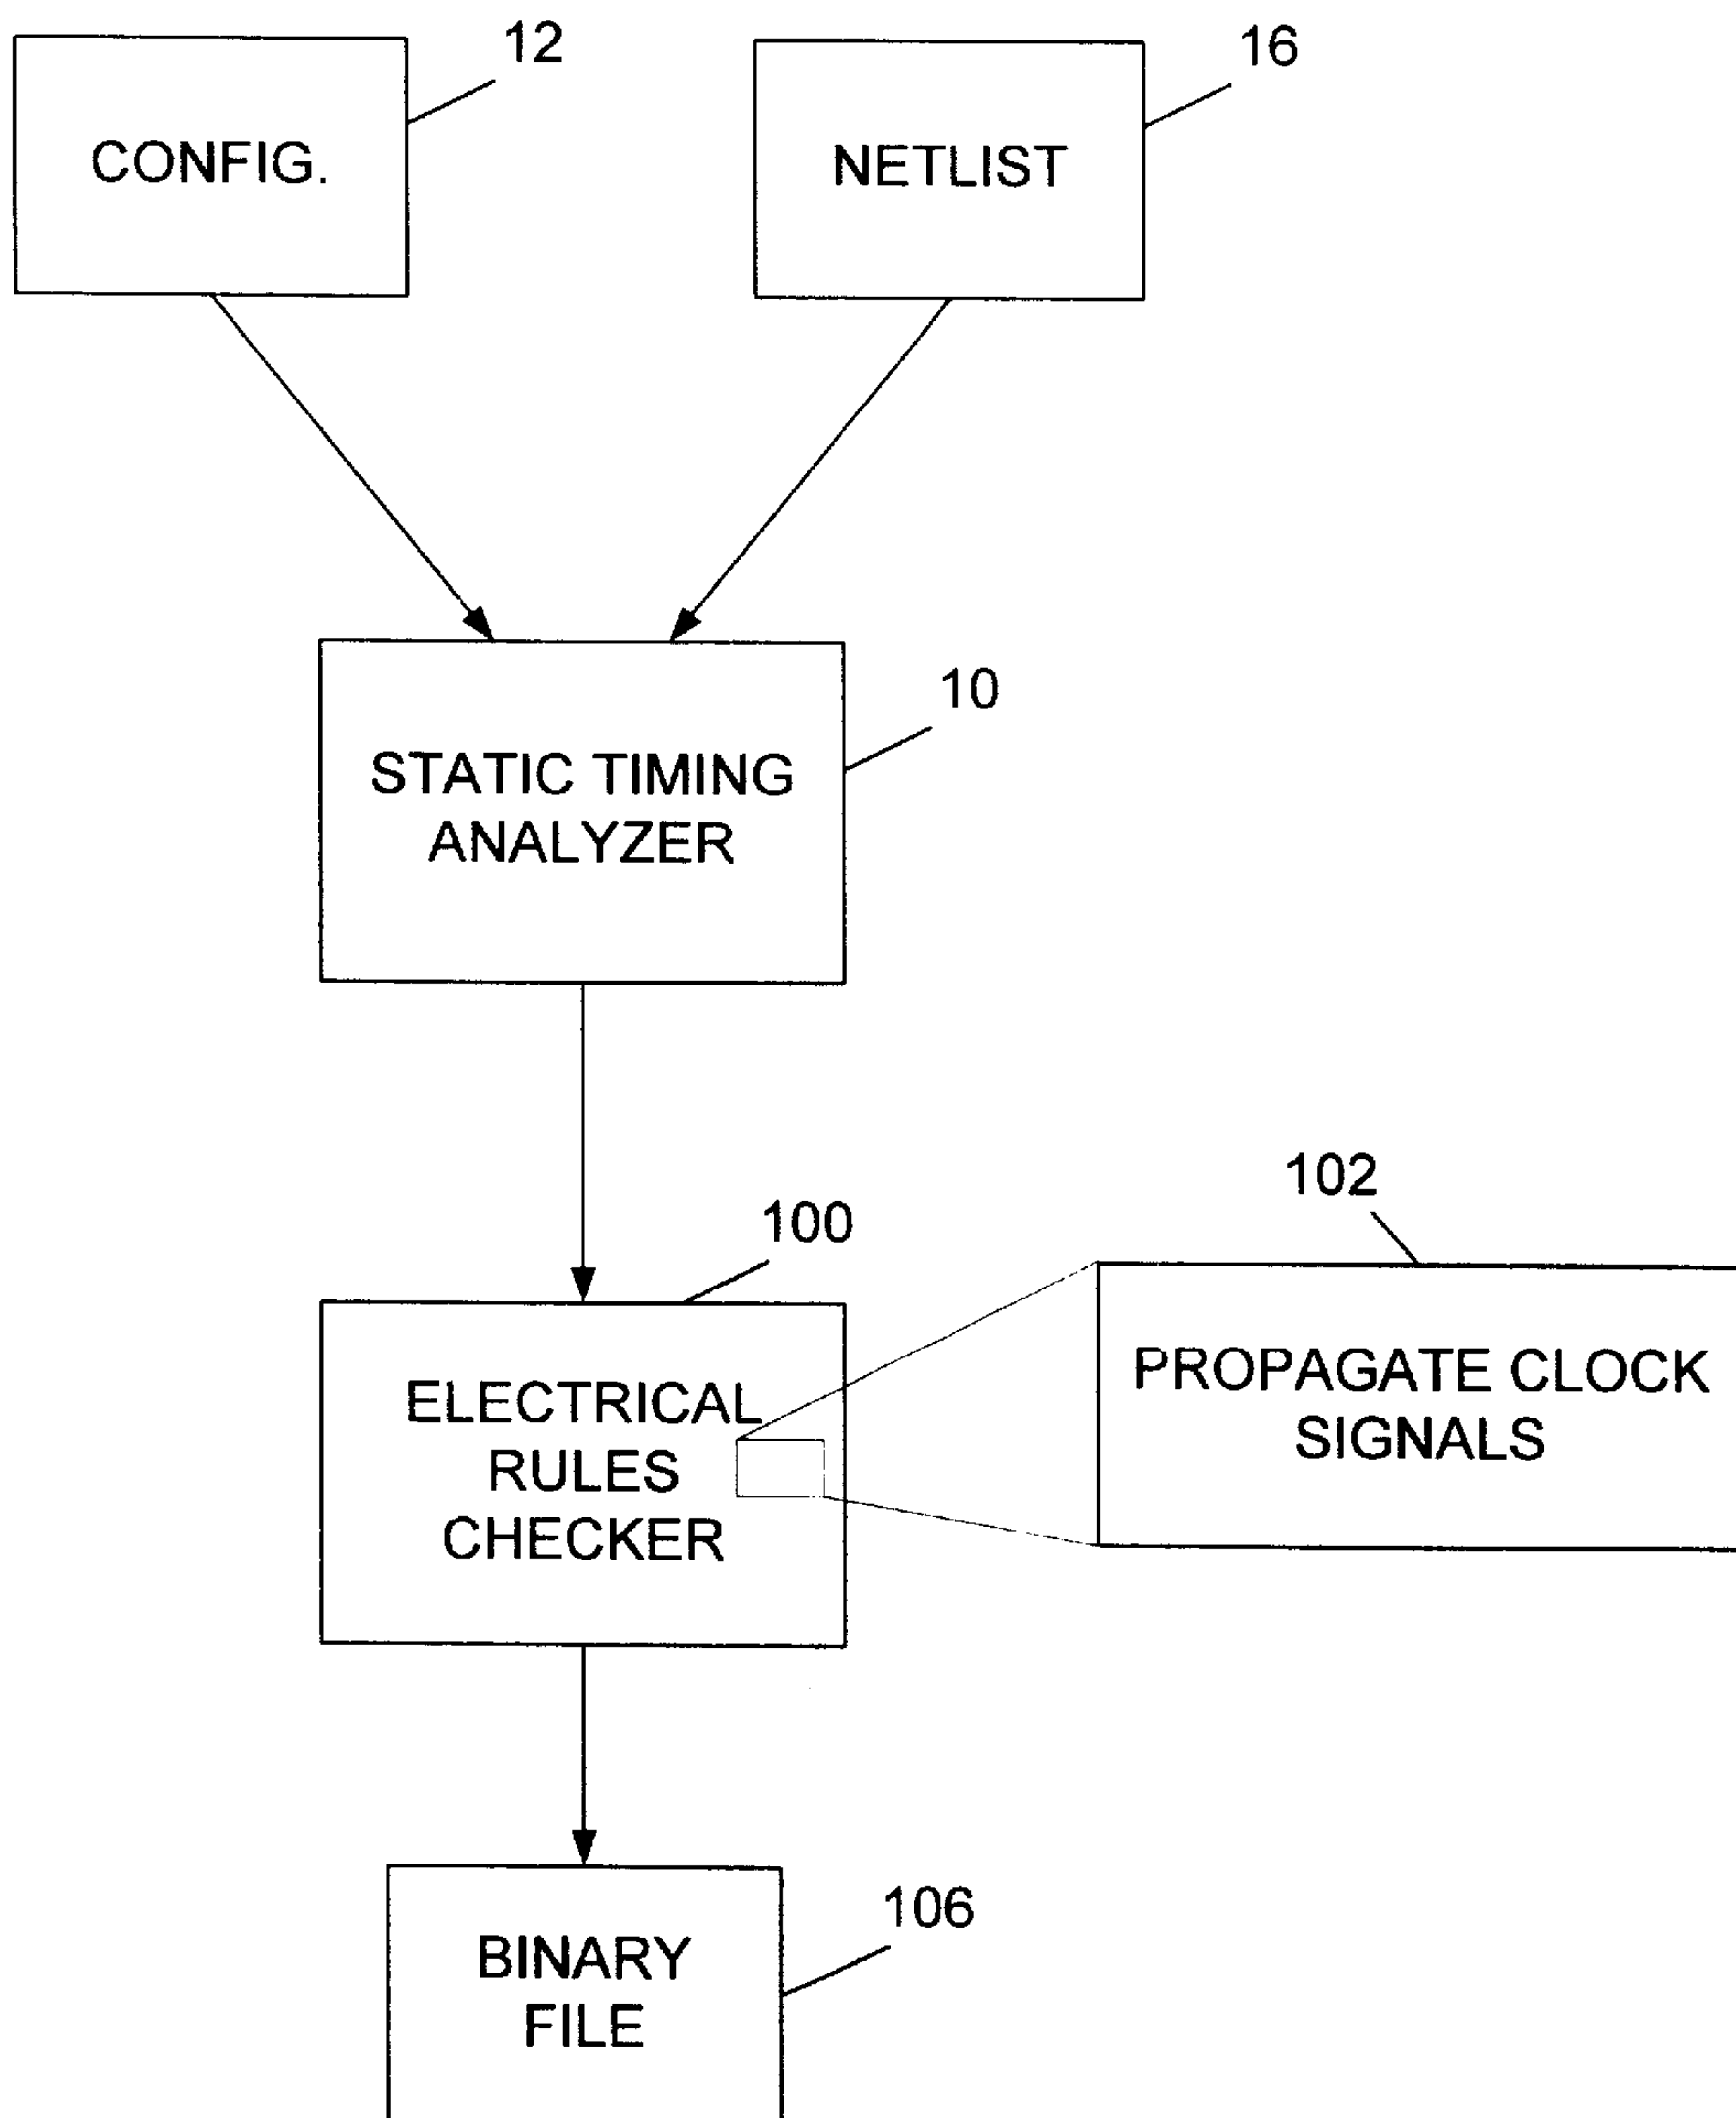 12
16
CONFIG.
NETLIST
10
STATIC TIMING
ANALYZER
102
100
PROPAGATE CLOCK
SIGNALS
ELECTRICAL
RULES
CHECKER
106
BINARY
FILE